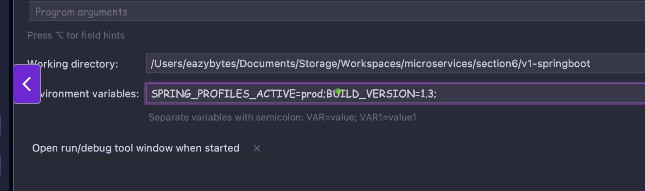 Program arguments
Press ⌥ for field hints
Working directory: /Users/eazybytes/Documents/Storage/Workspaces/microservices/section6/v1-springboot
nvironment variables: SPRING_PROFILES_ACTIVE=prod;BUILD_VERSION=1.3;
Separate variables with semicolon: VAR=value; VAR1=value1
Open run/debug tool window when started ×